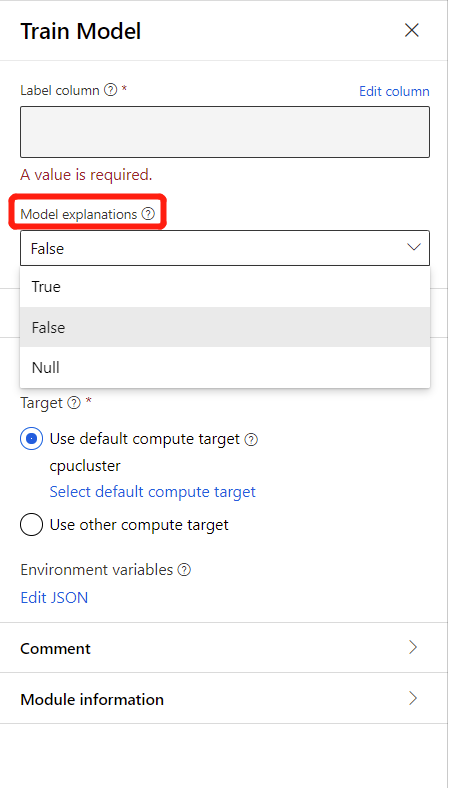 Train Model
Label column * Edit column
A value is required.
Model explanations
False
True
False
Null
Target *
Use default compute target
cpucluster
Select default compute target
Use other compute target
Environment variables
Edit JSON
Comment
Module information